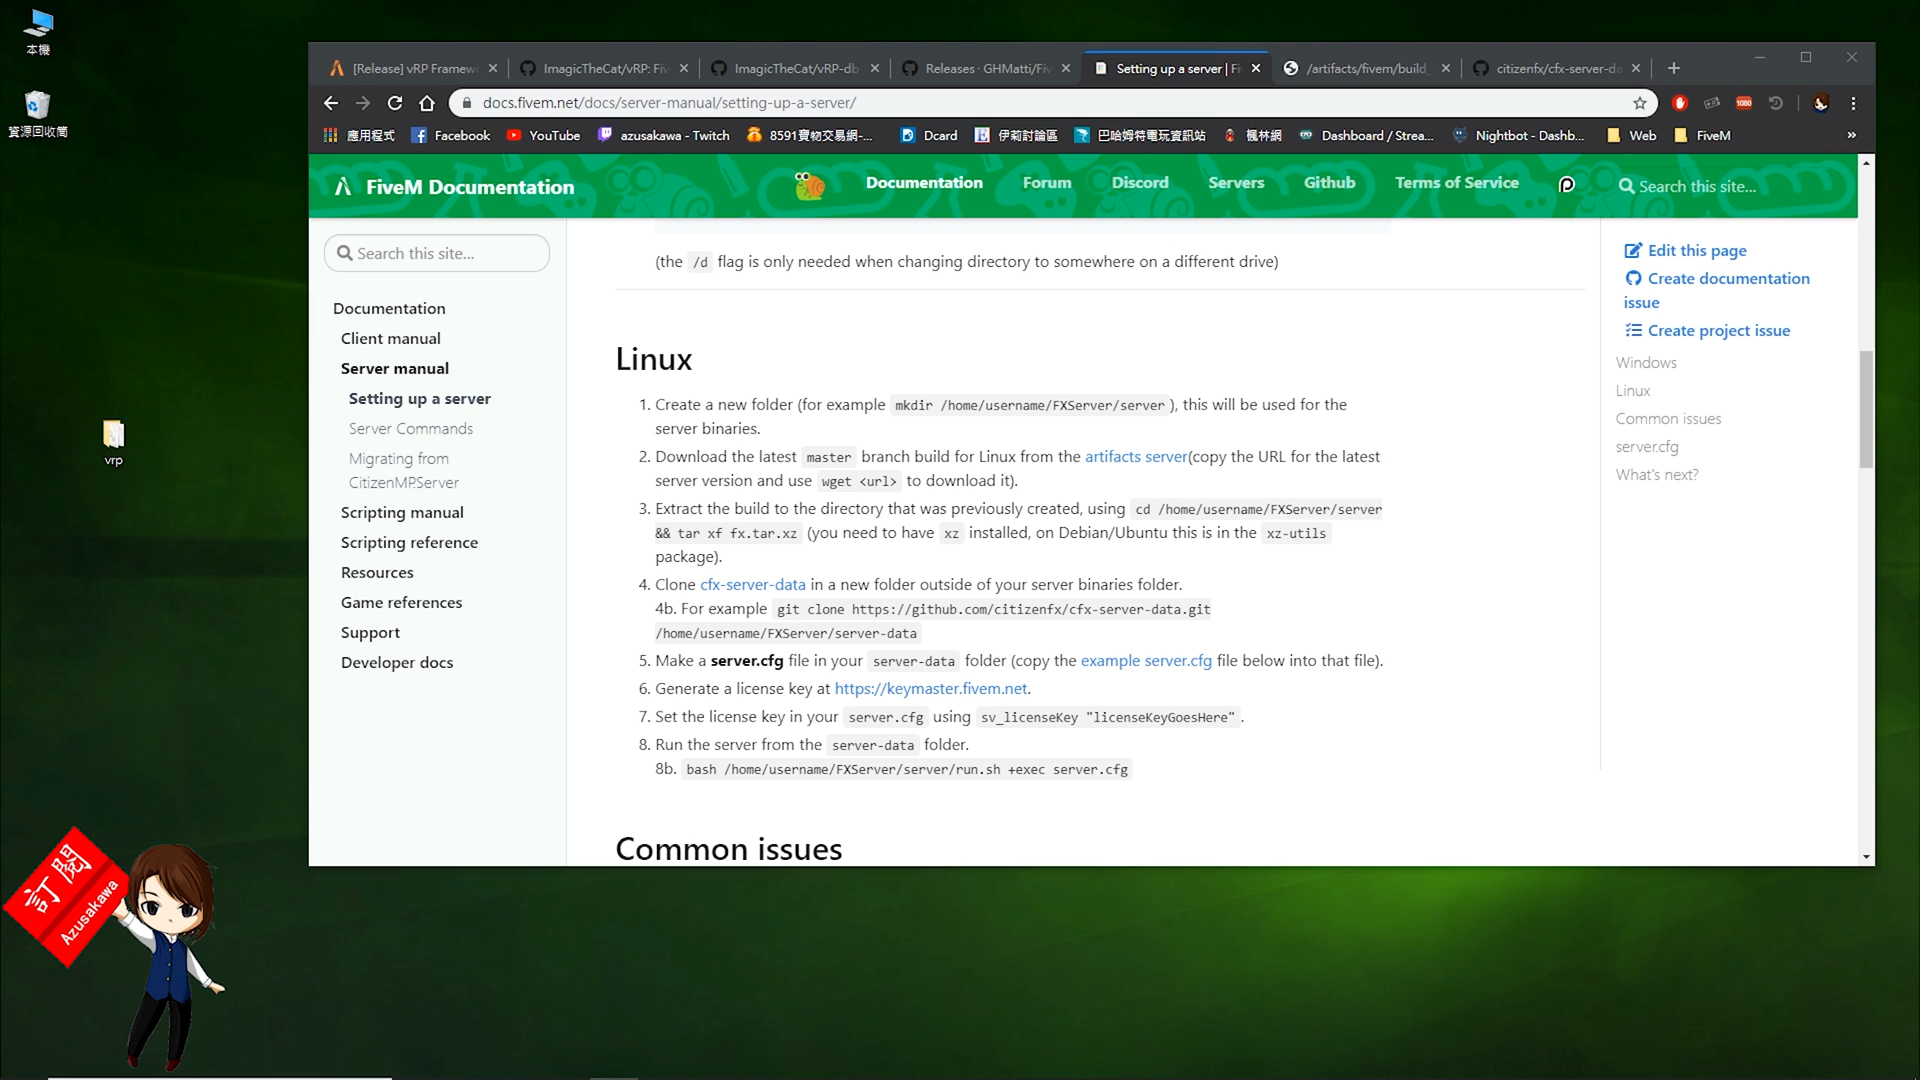 本機
資源回收筒
vrp
訂閱
Azusakawa
[Release] vRP Framew
ImagicTheCat/vRP: Fi
ImagicTheCat/vRP-db
Releases · GHMatti/Fiv
Setting up a server | Fi
/artifacts/fivem/build_
citizenfx/cfx-server-da
docs.fivem.net/docs/server-manual/setting-up-a-server/
1080
應用程式
Facebook
YouTube
azusakawa - Twitch
8591寶物交易網-...
Dcard
伊莉討論區
巴哈姆特電玩資訊站
楓林網
Dashboard / Strea...
Nightbot - Dashb...
Web
FiveM
»
FiveM Documentation
Documentation
Forum
Discord
Servers
Github
Terms of Service
Search this site...
Search this site...
Documentation
Client manual
Server manual
Setting up a server
Server Commands
Migrating from
CitizenMP.Server
Scripting manual
Scripting reference
Resources
Game references
Support
Developer docs
(the /d flag is only needed when changing directory to somewhere on a different drive)
Linux
1. Create a new folder (for example mkdir /home/username/FXServer/server ), this will be used for the
server binaries.
2. Download the latest master branch build for Linux from the artifacts server(copy the URL for the latest
server version and use wget <url> to download it).
3. Extract the build to the directory that was previously created, using cd /home/username/FXServer/server
&& tar xf fx.tar.xz (you need to have xz installed, on Debian/Ubuntu this is in the xz-utils
package).
4. Clone cfx-server-data in a new folder outside of your server binaries folder.
4b. For example git clone https://github.com/citizenfx/cfx-server-data.git
/home/username/FXServer/server-data
5. Make a server.cfg file in your server-data folder (copy the example server.cfg file below into that file).
6. Generate a license key at https://keymaster.fivem.net.
7. Set the license key in your server.cfg using sv_licenseKey "licenseKeyGoesHere" .
8. Run the server from the server-data folder.
8b. bash /home/username/FXServer/server/run.sh +exec server.cfg
Common issues
Edit this page
Create documentation
issue
Create project issue
Windows
Linux
Common issues
server.cfg
What's next?